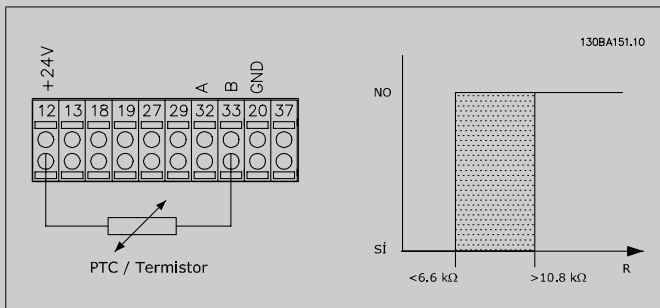 130BA151.10
+24V
A
B
GND
12 13 18 19 27 29 32 33 20 37
PTC / Termistor
NO
SÍ
<6.6 kΩ
>10.8 kΩ
R